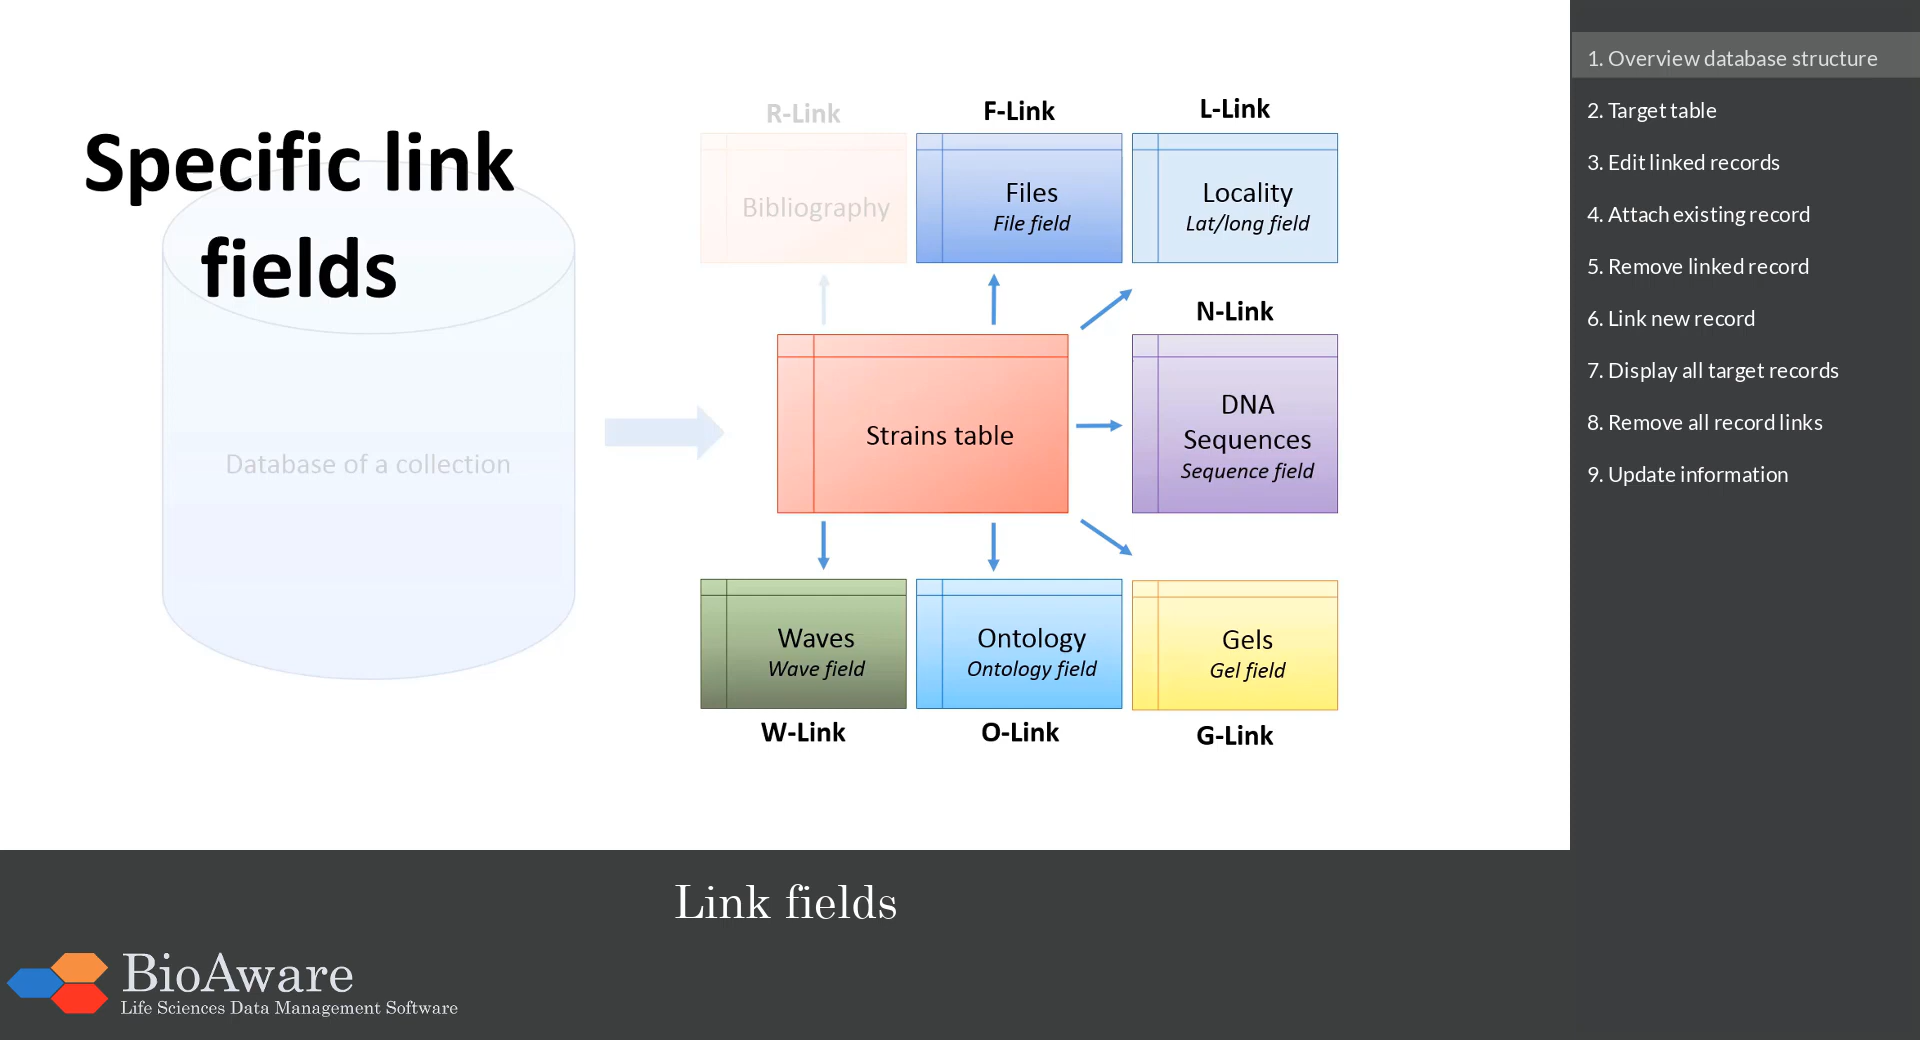 Specific link
fields
Database of a collection
R-Link
Bibliography
F-Link
Files
File field
L-Link
Locality
Lat/long field
Strains table
N-Link
DNA
Sequences
Sequence field
Waves
Wave field
W-Link
Ontology
Ontology field
O-Link
Gels
Gel field
G-Link
1. Overview database structure
2. Target table
3. Edit linked records
4. Attach existing record
5. Remove linked record
6. Link new record
7. Display all target records
8. Remove all record links
9. Update information
Link fields
BioAware
Life Sciences Data Management Software